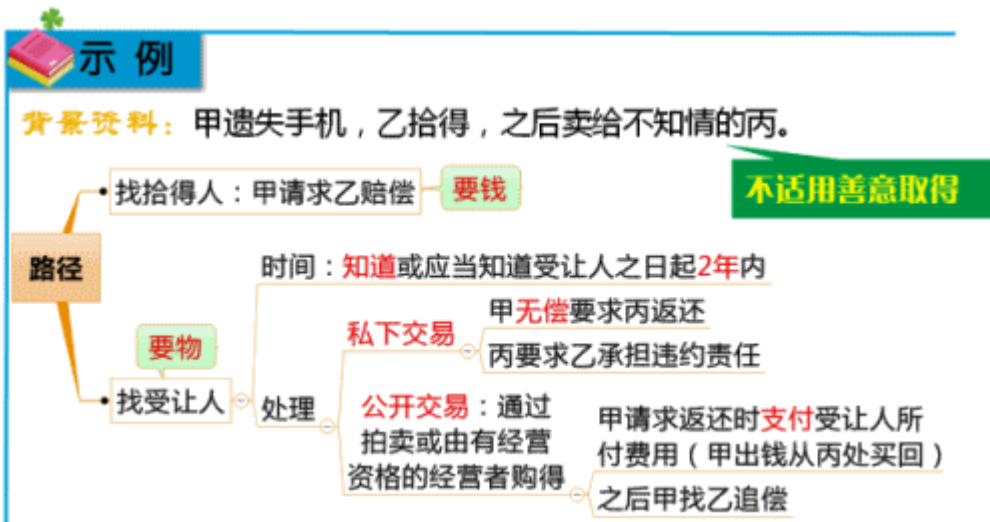 示 例
背景资料：甲遗失手机，乙拾得，之后卖给不知情的丙。
不适用善意取得
找拾得人：甲请求乙赔偿
要钱
路径
时间：知道或应当知道受让人之日起2年内
要物
找受让人
处理
私下交易
甲无偿要求丙返还
丙要求乙承担违约责任
公开交易：通过
拍卖或由有经营
资格的经营者购得
甲请求返还时支付受让人所
付费用（甲出钱从丙处买回）
之后甲找乙追偿